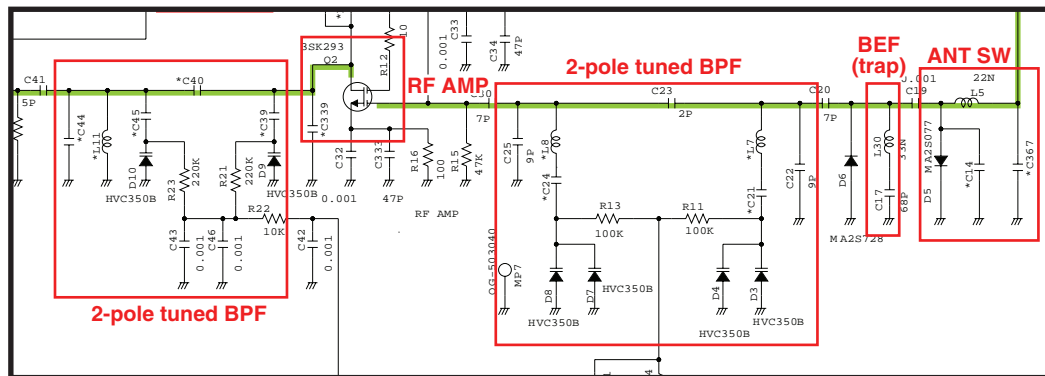 3SK293
Q2
R12
10
C33
0.001
C34
47P
RF AMP
2-pole tuned BPF
BEF
(trap)
ANT SW
C41
5P
*C40
*C44
*L11
*C45
*C39
*C339
D10
HVC350B
R23
220K
R21
220K
D9
HVC350B
R22
10K
C43
0.001
C46
0.001
C42
0.001
C32
0.001
C333
47P
R16
100
R15
47K
RF AMP
7P
C25
9P
*L8
*C24
C23
2P
*L7
*C21
C22
9P
C20
7P
R13
100K
R11
100K
OG-503040
MP7
D8
HVC350B
D7
HVC350B
D4
HVC350B
D3
HVC350B
D6
MA2S728
L30
33N
C17
68P
0.001
C19
22N
L5
MA2S077
D5
*C14
*C367
2-pole tuned BPF